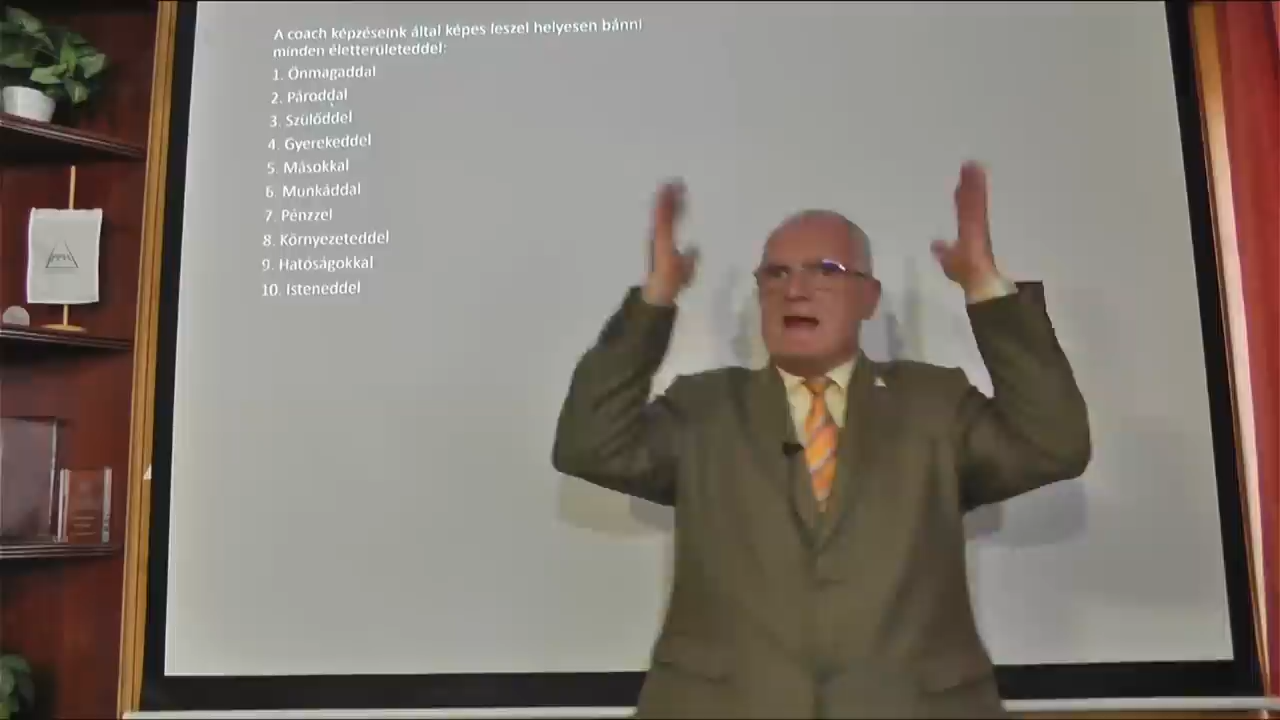 A coach képzéseink által képes leszel helyesen bánni
minden életterületeddel:
1. Önmagaddal
2. Pároddal
3. Szülőddel
4. Gyerekeddel
5. Másokkal
6. Munkáddal
7. Pénzzel
8. Környezeteddel
9. Hatóságokkal
10. Isteneddel